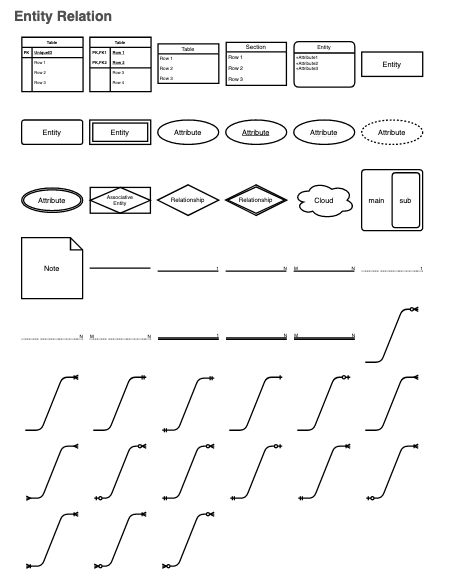 Entity Relation
Table
PK UniqueID
Row 1
Row 2
Row 3
Table
PK,FK1 Row 1
PK,FK2 Row 2
Row 3
Row 4
Table
Row 1
Row 2
Row 3
Section
Row 1
Row 2
Row 3
Entity
+Attribute1
+Attribute2
+Attribute3
Entity
Entity
Entity
Attribute
Attribute
Attribute
Attribute
Attribute
Associative
Entity
Relationship
Relationship
Cloud
main
sub
Note
1
N
M N
1
N
M N
1
N
M N